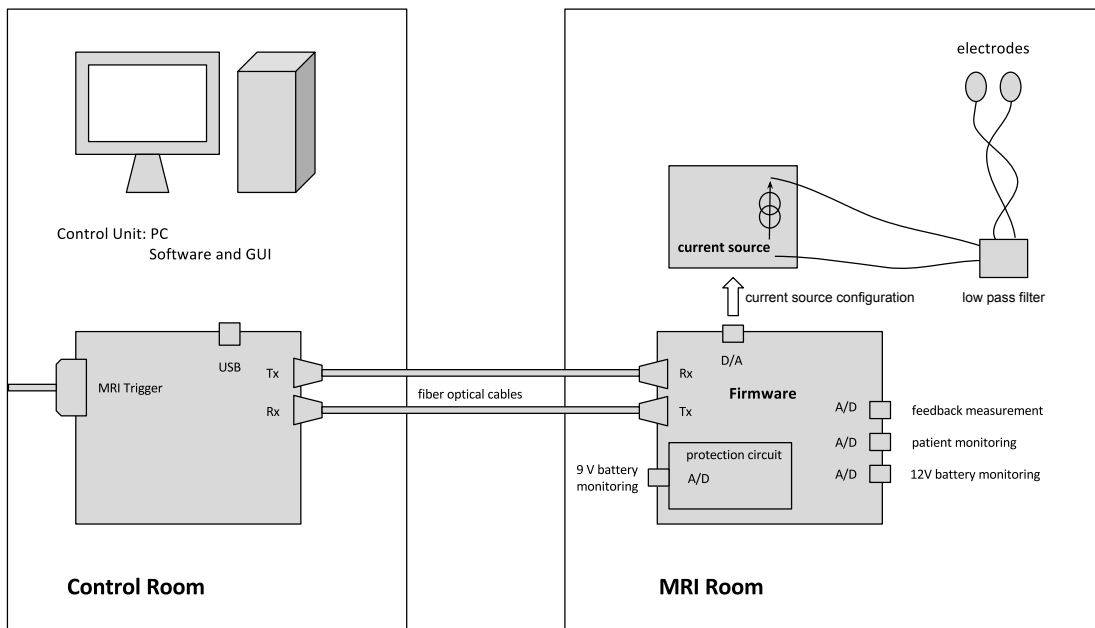 Control Unit: PC
Software and GUI
USB
Tx
MRI Trigger
Rx
Control Room
fiber optical cables
electrodes
current source
low pass filter
current source configuration
D/A
Rx
Firmware
Tx
A/D
feedback measurement
A/D
patient monitoring
A/D
12V battery monitoring
protection circuit
A/D
9 V battery
monitoring
MRI Room